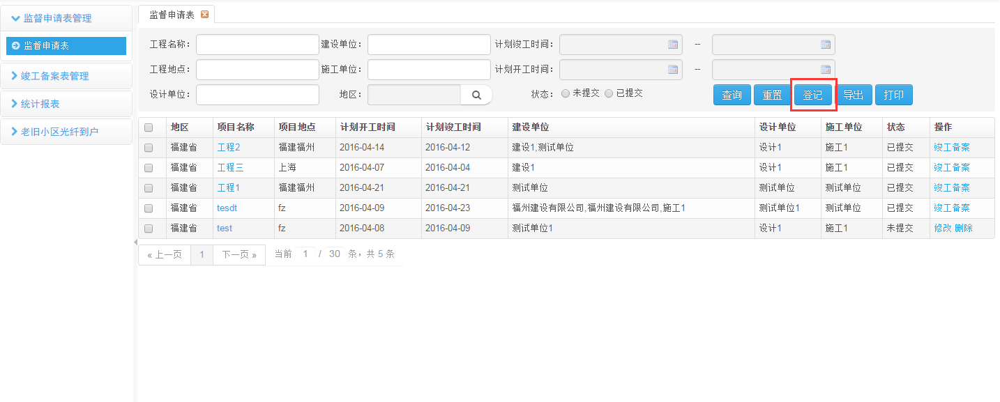 监督申请表管理
监督申请表
竣工备案表管理
统计报表
老旧小区光纤到户
监督申请表
工程名称： 建设单位： 计划竣工时间： --
工程地点： 施工单位： 计划开工时间： --
设计单位： 地区： 状态： 未提交 已提交 查询 重置 登记 导出 打印
地区 项目名称 项目地点 计划开工时间 计划竣工时间 建设单位 设计单位 施工单位 状态 操作
福建省 工程2 福建福州 2016-04-14 2016-04-12 建设1,测试单位 设计1 施工1 已提交 竣工备案
福建省 工程三 上海 2016-04-07 2016-04-04 建设1 设计1 施工1 已提交 竣工备案
福建省 工程1 福建福州 2016-04-21 2016-04-21 测试单位 测试单位 测试单位 已提交 竣工备案
福建省 tesdt fz 2016-04-09 2016-04-23 福州建设有限公司,福州建设有限公司,施工1 测试单位1 测试单位 已提交 竣工备案
福建省 test fz 2016-04-08 2016-04-09 测试单位1 设计1 施工1 未提交 修改 删除
« 上一页 1 下一页 » 当前 1 / 30 条，共 5 条